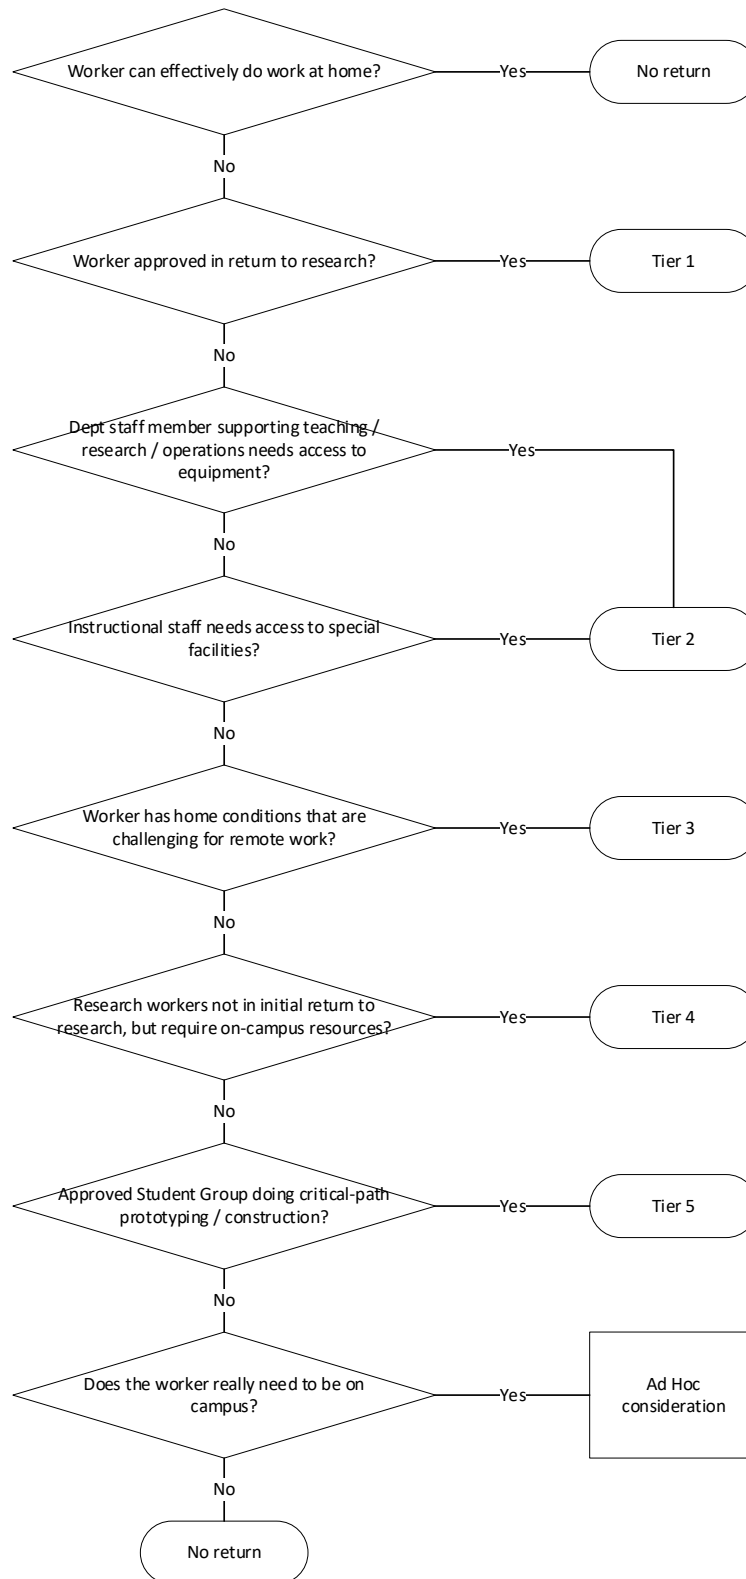 Worker can effectively do work at home?
Yes
No return
No
Worker approved in return to research?
Yes
Tier 1
No
Dept staff member supporting teaching /
research / operations needs access to
equipment?
Yes
No
Instructional staff needs access to special
facilities?
Yes
Tier 2
No
Worker has home conditions that are
challenging for remote work?
Yes
Tier 3
No
Research workers not in initial return to
research, but require on-campus resources?
Yes
Tier 4
No
Approved Student Group doing critical-path
prototyping / construction?
Yes
Tier 5
No
Does the worker really need to be on
campus?
Yes
Ad Hoc
consideration
No
No return